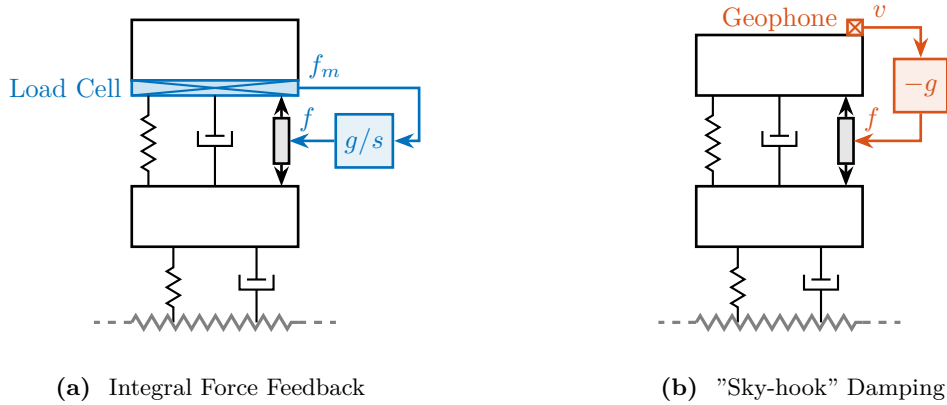 Load Cell
f_m
f
g/s
(a) Integral Force Feedback
Geophone
v
-g
f
(b) ”Sky-hook” Damping